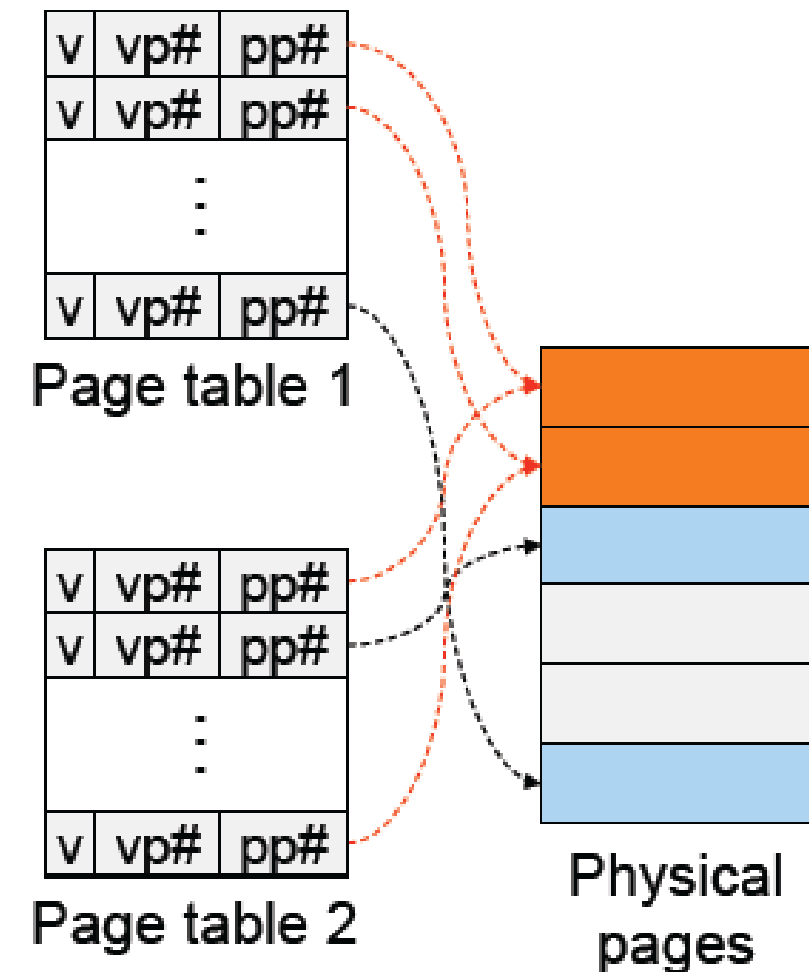 v vp# pp#
v vp# pp#
v vp# pp#
Page table 1
v vp# pp#
v vp# pp#
v vp# pp#
Page table 2
Physical
pages